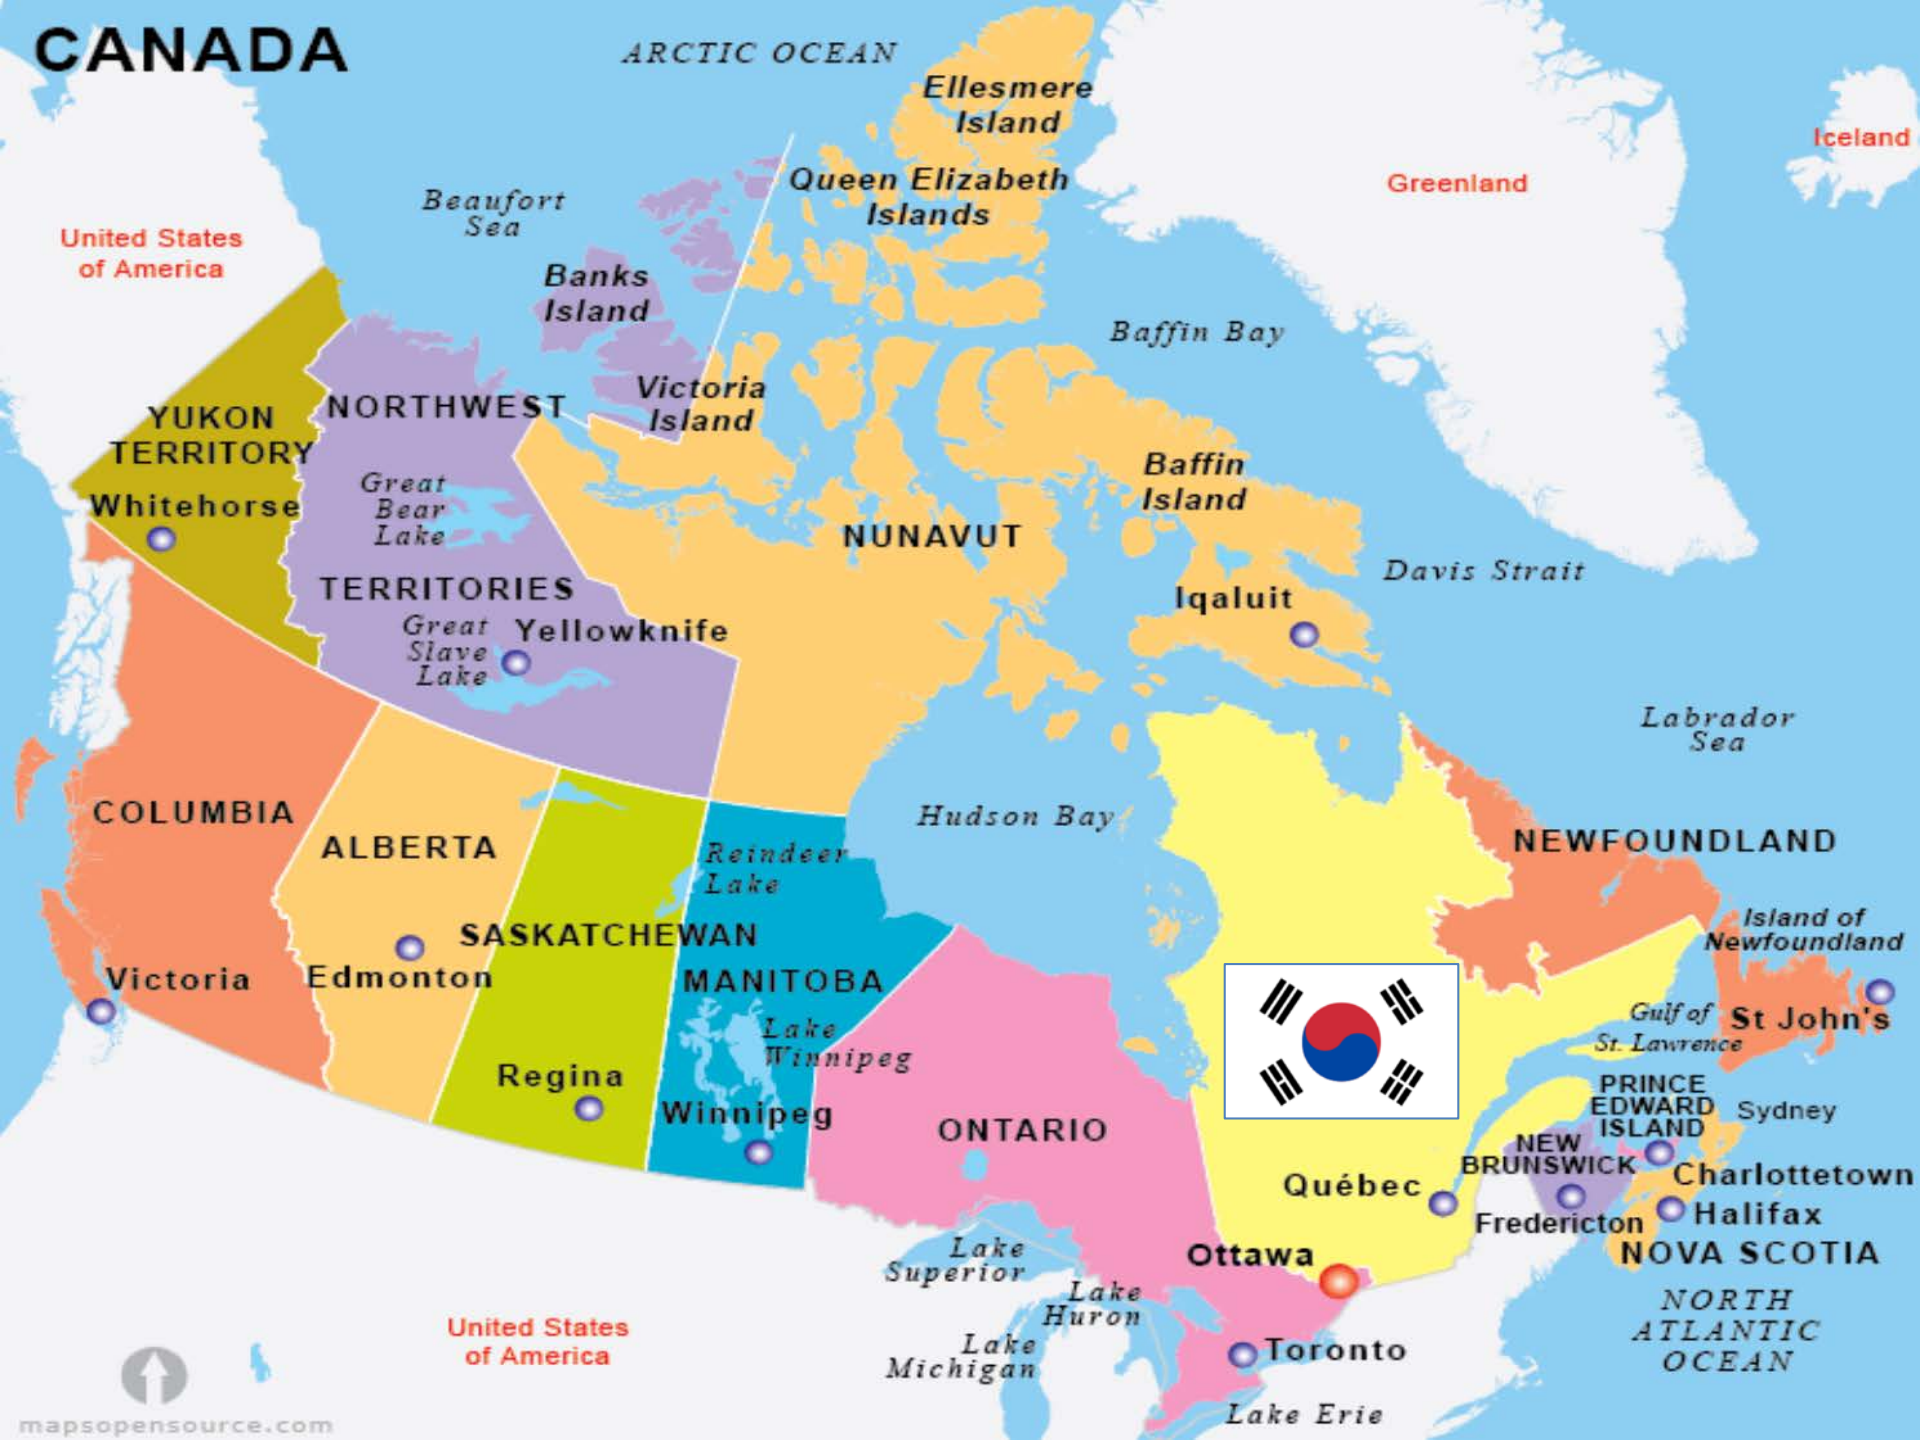 CANADA
ARCTIC OCEAN
Ellesmere
Island
Iceland
Queen Elizabeth
Islands
Greenland
Beaufort
Sea
United States
of America
Banks
Island
Baffin Bay
Victoria
Island
NORTHWEST
YUKON
TERRITORY
Baffin
Island
Great
Bear
Lake
Whitehorse
NUNAVUT
Davis Strait
TERRITORIES
Iqaluit
Great
Slave
Lake
Yellowknife
Labrador
Sea
COLUMBIA
Hudson Bay
ALBERTA
NEWFOUNDLAND
Reindeer
Lake
SASKATCHEWAN
Island of
Newfoundland
Victoria
Edmonton
MANITOBA
Gulf of
St. Lawrence
St John's
Lake
Winnipeg
Regina
PRINCE
EDWARD
ISLAND
Sydney
Winnipeg
ONTARIO
NEW
BRUNSWICK
Charlottetown
Québec
Fredericton
Halifax
Ottawa
NOVA SCOTIA
Lake
Superior
Lake
Huron
NORTH
ATLANTIC
OCEAN
United States
of America
Lake
Michigan
Toronto
Lake Erie
mapsopensource.com